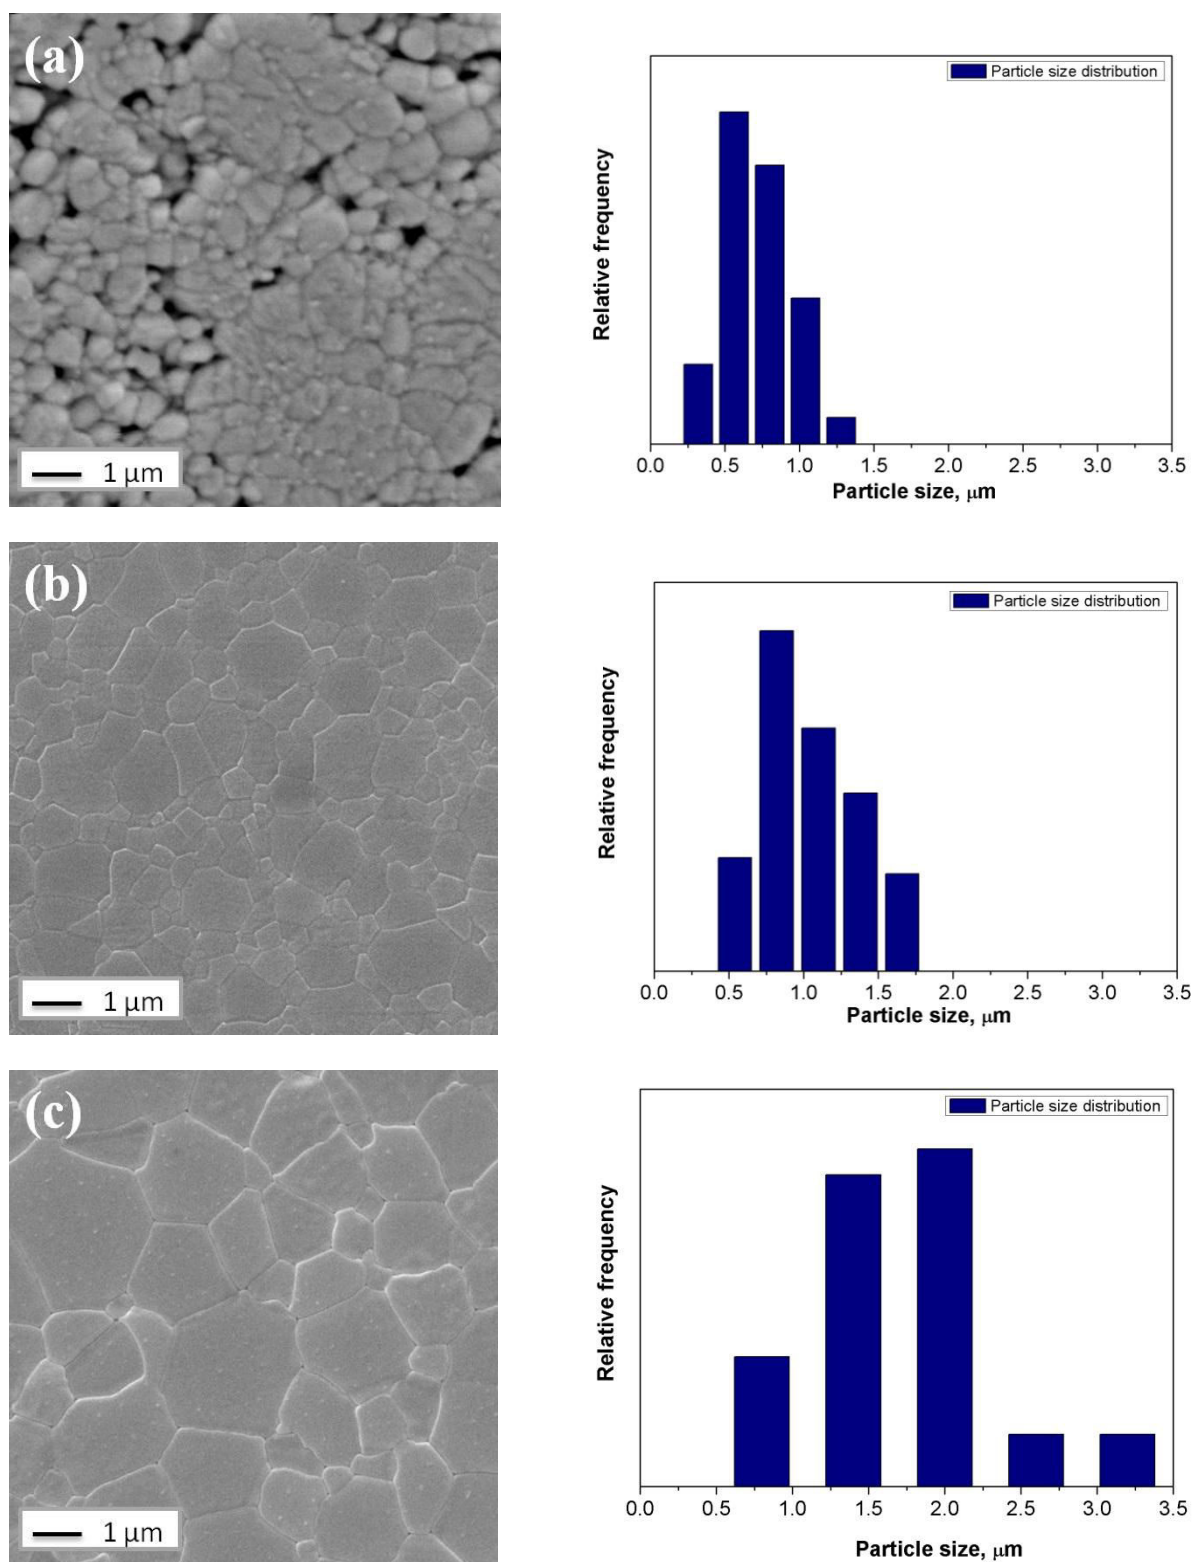 (a)
1 μm
Particle size distribution
Relative frequency
0.0 0.5 1.0 1.5 2.0 2.5 3.0 3.5
Particle size, μm
(b)
1 μm
Particle size distribution
Relative frequency
0.0 0.5 1.0 1.5 2.0 2.5 3.0 3.5
Particle size, μm
(c)
1 μm
Particle size distribution
Relative frequency
0.0 0.5 1.0 1.5 2.0 2.5 3.0 3.5
Particle size, μm